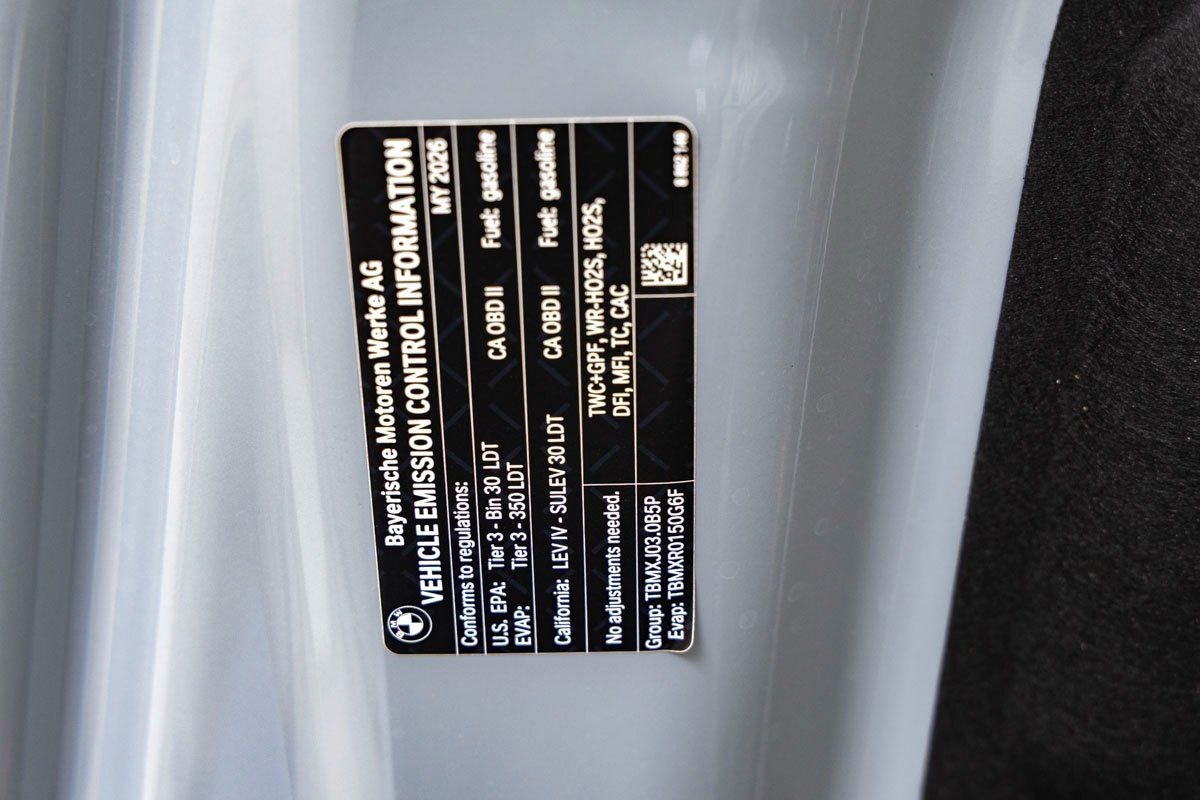 BMW
Bayerische Motoren Werke AG
VEHICLE EMISSION CONTROL INFORMATION
MY 2026
Conforms to regulations:
U.S. EPA: Tier 3 - Bin 30 LDT CA OBD II Fuel: gasoline
EVAP: Tier 3 - 350 LDT
California: LEV IV - SULEV 30 LDT CA OBD II Fuel: gasoline
No adjustments needed. TWC+GPF, WR-HO2S, HO2S,
DFI, MFI, TC, CAC
Group: TBMXJ03.0B5P
Evap: TBMXR0150G6F